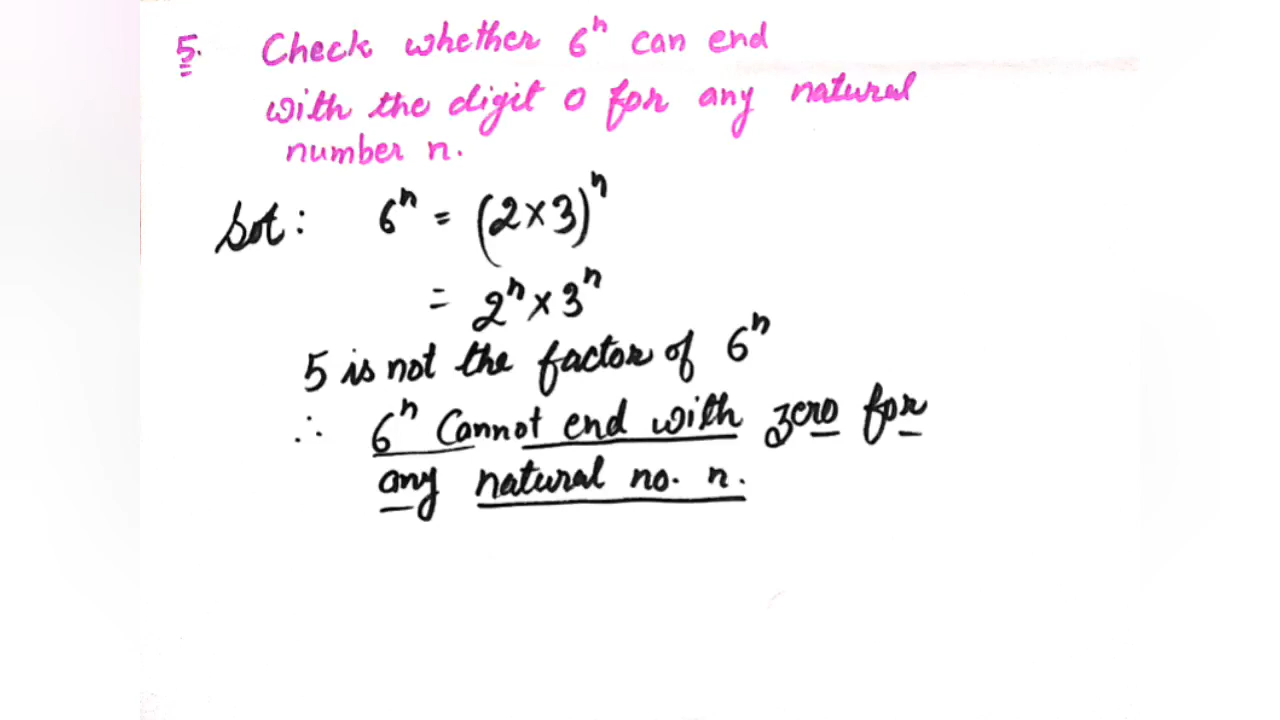 5. Check whether 6ⁿ can end
with the digit 0 for any natural
number n.
Sol: 6ⁿ = (2×3)ⁿ
= 2ⁿ × 3ⁿ
5 is not the factor of 6ⁿ
∴ 6ⁿ Cannot end with zero for
any natural no. n.